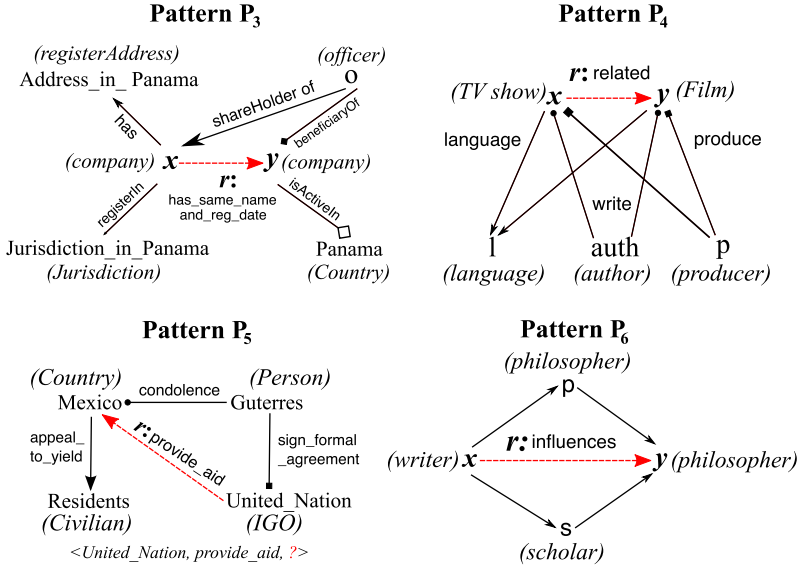 Pattern P3
(registerAddress)
Address_in_ Panama
(officer)
o
has
shareHolder of
beneficiaryOf
(company) x
y (company)
r:
has_same_name
and_reg_date
registerIn
isActiveIn
Jurisdiction_in_Panama
(Jurisdiction)
Panama
(Country)
Pattern P4
r: related
(TV show) x
y (Film)
language
produce
write
l
auth
p
(language)
(author)
(producer)
Pattern P5
(Country)
(Person)
condolence
Mexico
Guterres
appeal_
to_yield
r: provide_aid
sign_formal
_agreement
Residents
(Civilian)
United_Nation
(IGO)
<United_Nation, provide_aid, ?>
Pattern P6
(philosopher)
p
r: influences
(writer) x
y (philosopher)
s
(scholar)